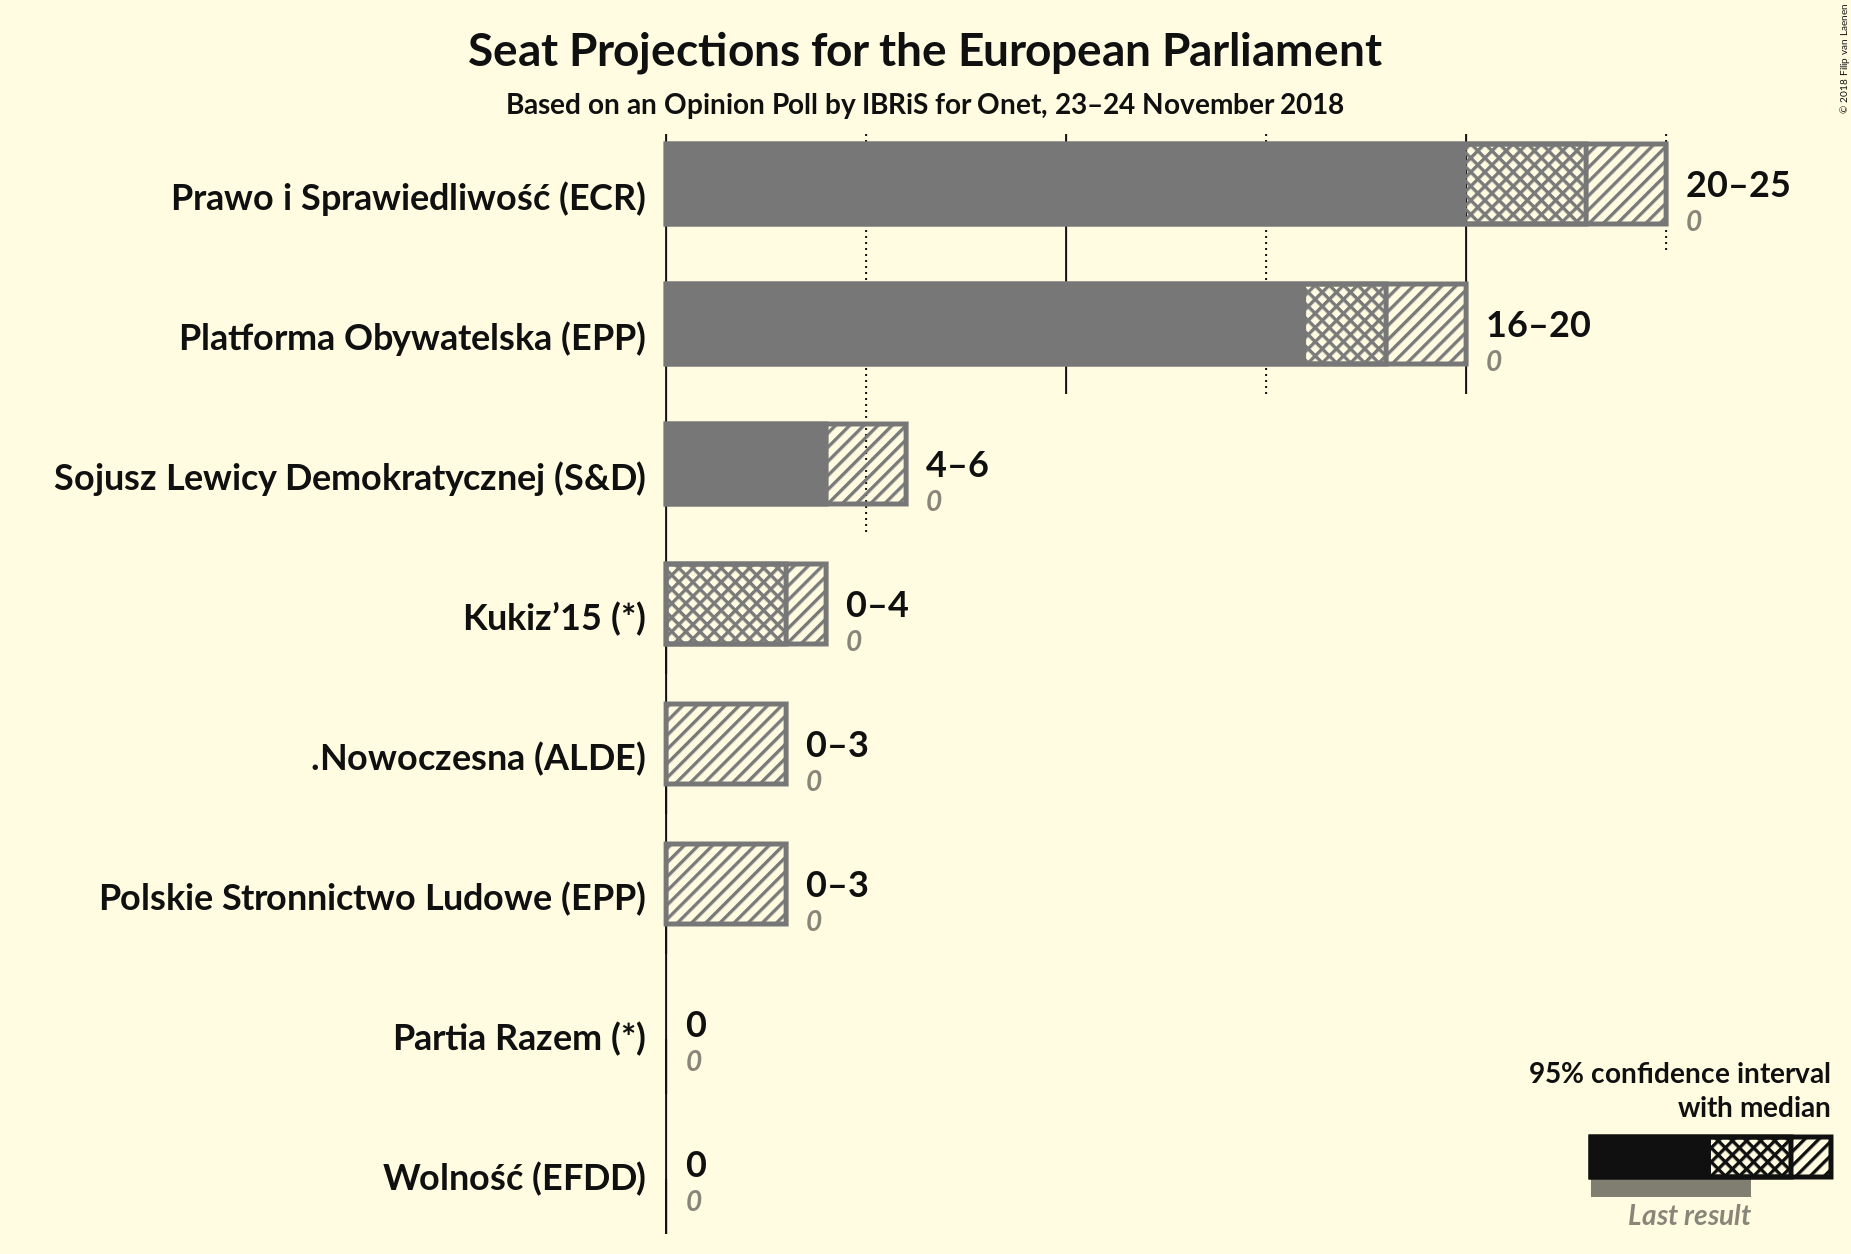 Seat Projections for the European Parliament
Based on an Opinion Poll by IBRiS for Onet, 23–24 November 2018
© 2018 Filip van Laenen
Prawo i Sprawiedliwość (ECR)
20–25
0
Platforma Obywatelska (EPP)
16–20
0
Sojusz Lewicy Demokratycznej (S&D)
4–6
0
Kukiz’15 (*)
0–4
0
.Nowoczesna (ALDE)
0–3
0
Polskie Stronnictwo Ludowe (EPP)
0–3
0
Partia Razem (*)
0
0
Wolność (EFDD)
0
0
95% confidence interval
with median
Last result